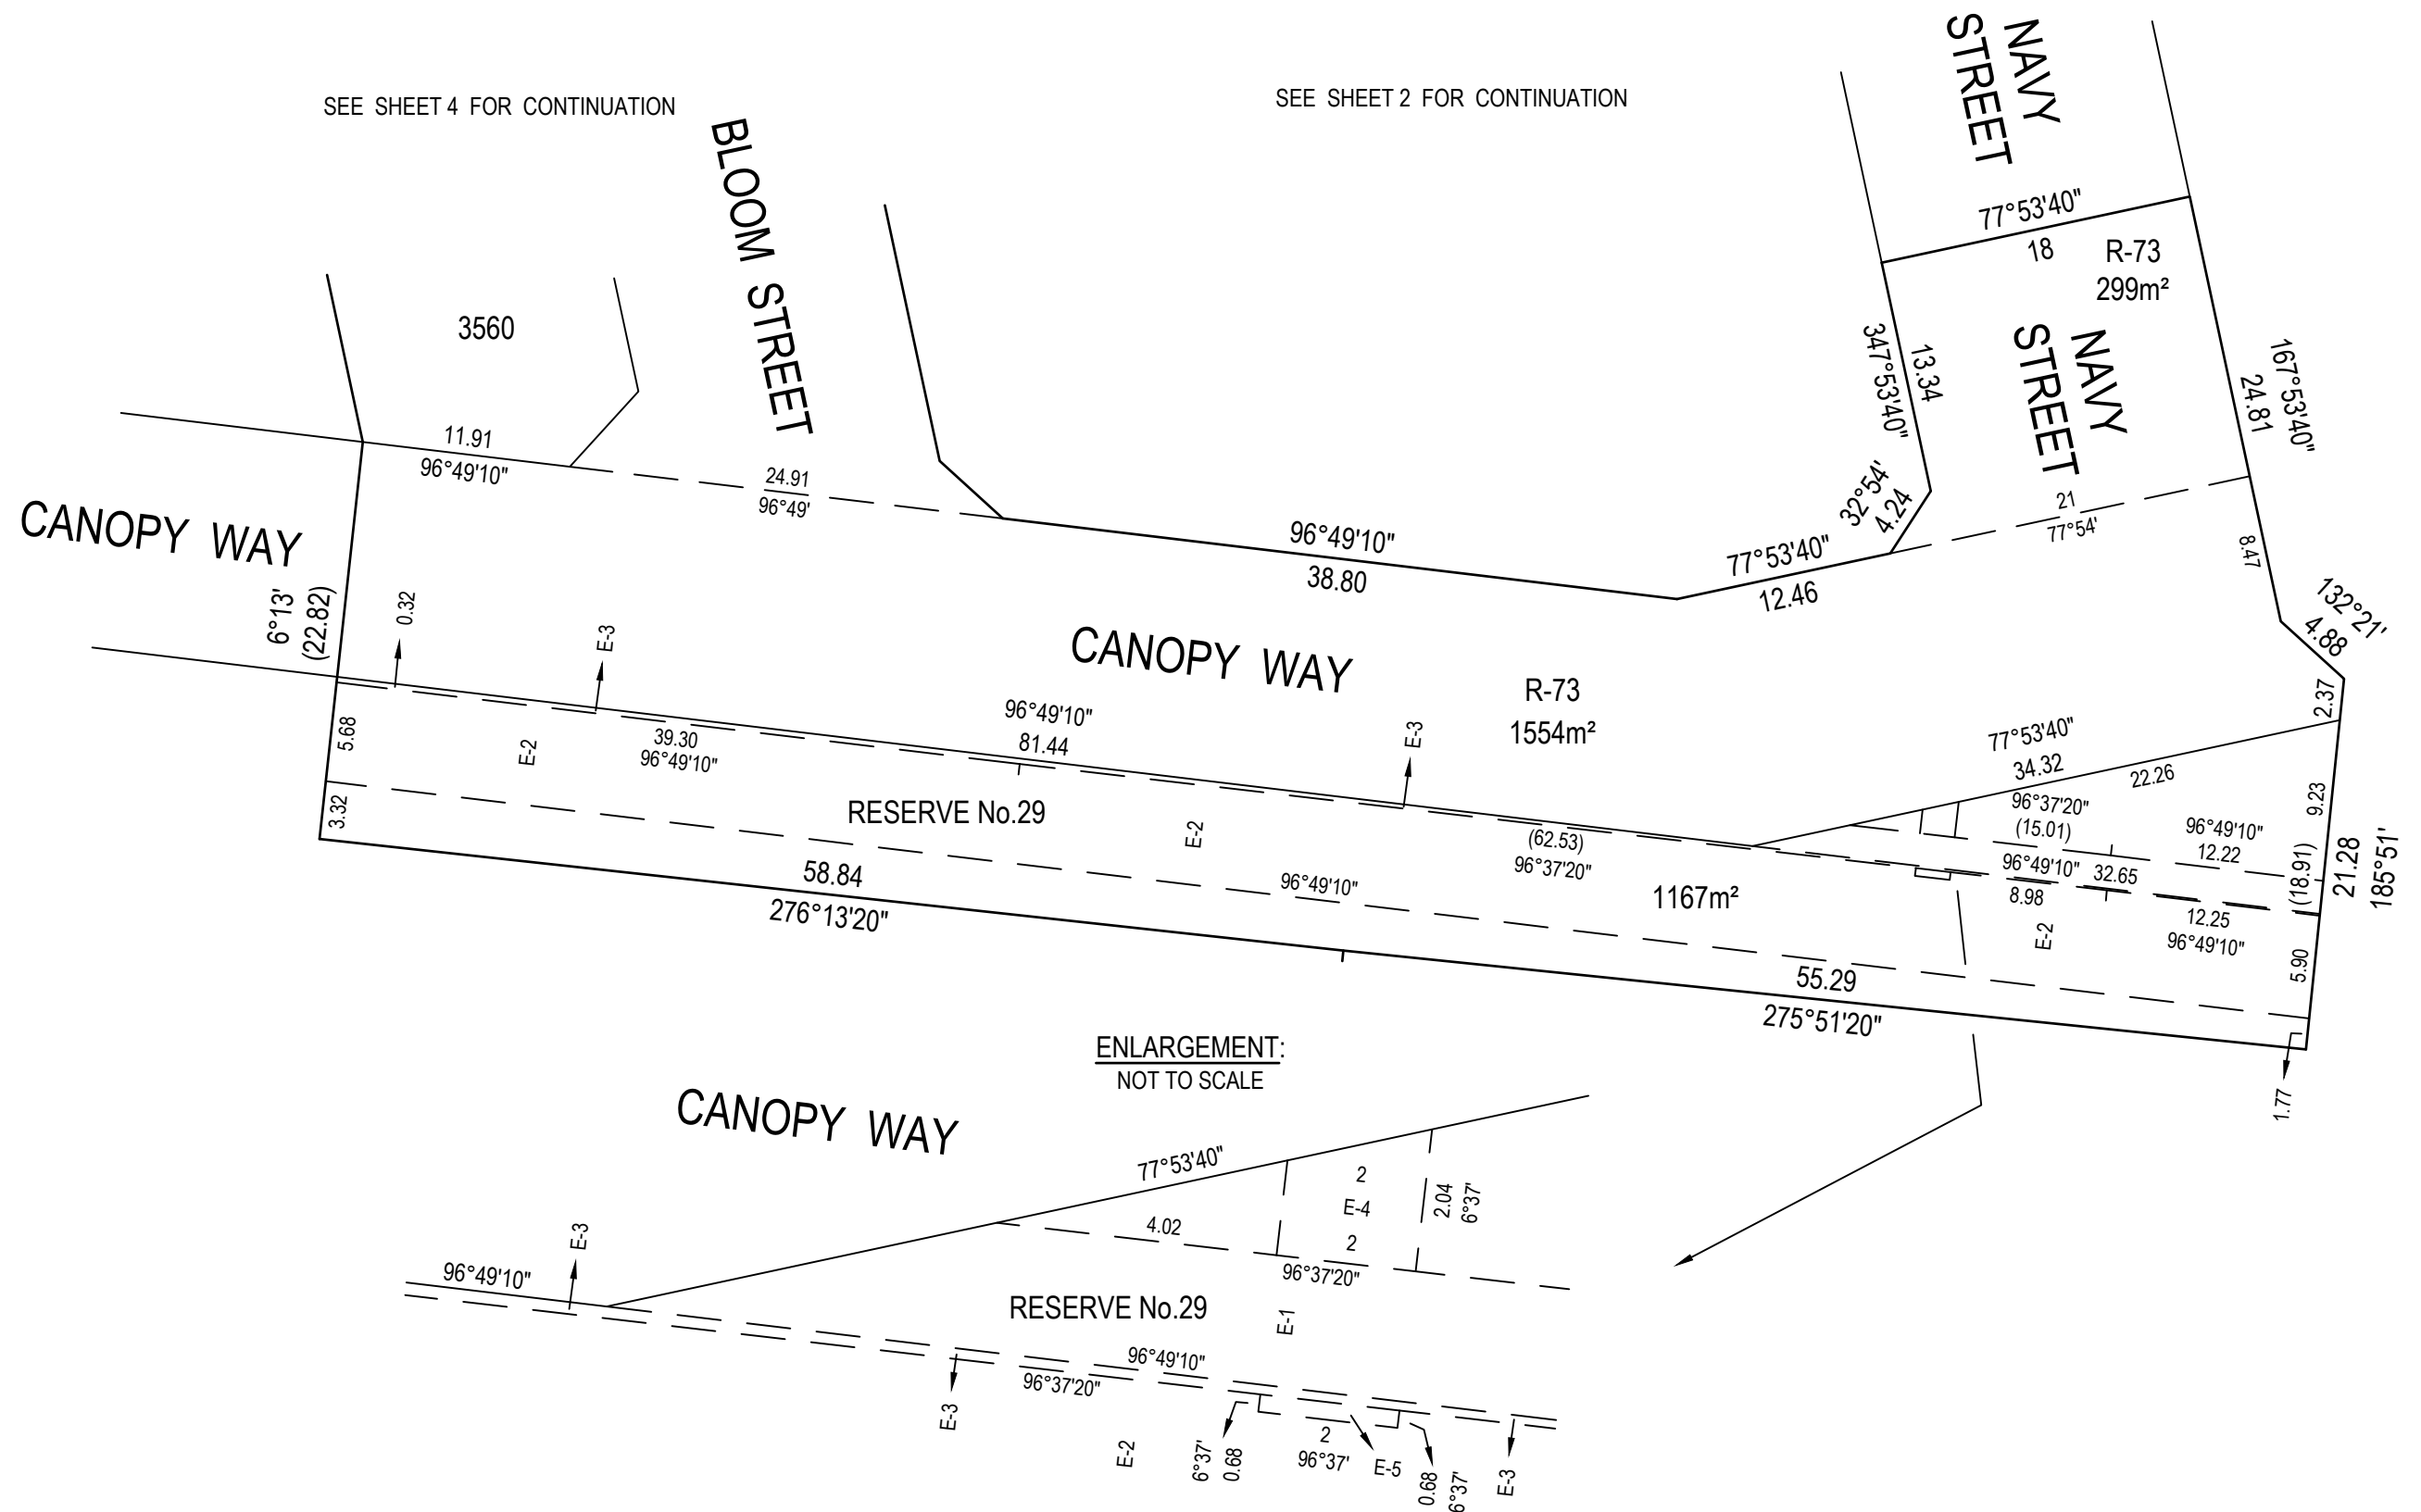 NAVY
STREET
SEE SHEET 4 FOR CONTINUATION
SEE SHEET 2 FOR CONTINUATION
BLOOM STREET
77°53'40"
18
R-73
299m²
3560
347°53'40"
13.34
NAVY
STREET
167°53'40"
24.81
11.91
96°49'10"
24.91
96°49'
32°54'
4.24
21
77°54'
8.47
CANOPY WAY
96°49'10"
38.80
77°53'40"
12.46
132°21'
4.88
6°13'
(22.82)
0.32
E-3
CANOPY WAY
R-73
1554m²
2.37
5.68
E-2
39.30
96°49'10"
96°49'10"
81.44
E-3
77°53'40"
34.32
22.26
3.32
RESERVE No.29
E-2
(62.53)
96°37'20"
96°37'20"
(15.01)
96°49'10"
12.22
9.23
96°49'10"
32.65
8.98
(18.91)
21.28
185°51'
58.84
276°13'20"
96°49'10"
1167m²
E-2
12.25
96°49'10"
5.90
55.29
275°51'20"
1.77
ENLARGEMENT:
NOT TO SCALE
CANOPY WAY
77°53'40"
2
E-4
2
2.04
6°37'
4.02
96°37'20"
E-3
96°49'10"
RESERVE No.29
E-1
96°49'10"
96°37'20"
E-3
E-2
6°37'
0.68
2
96°37'
E-5
0.68
6°37'
E-3